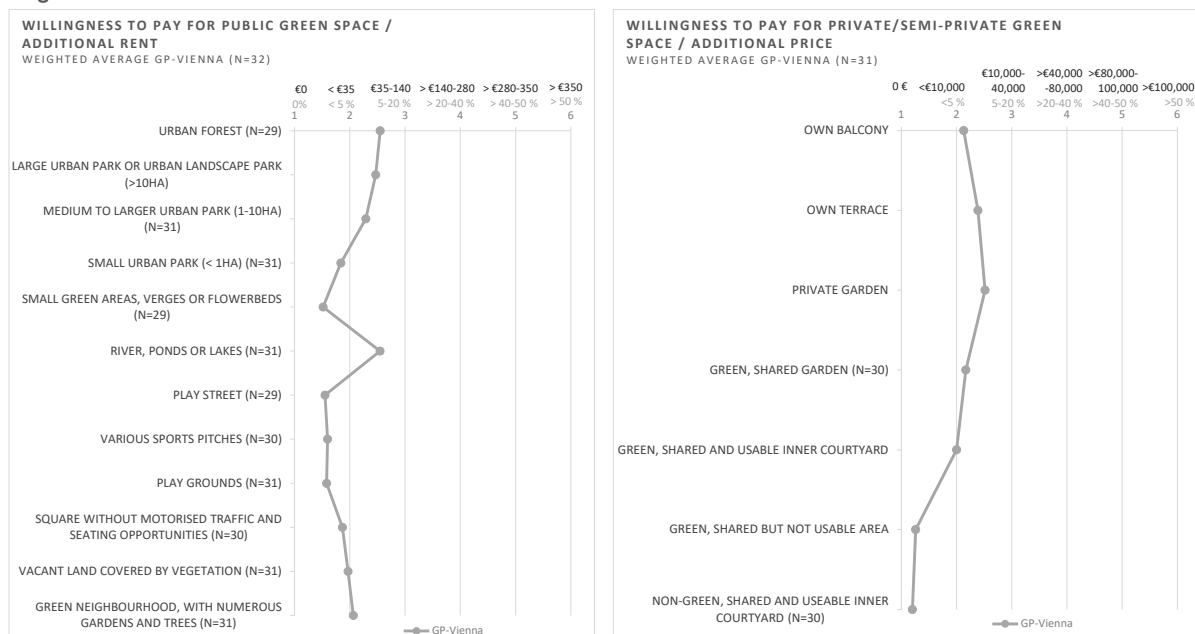 WILLINGNESS TO PAY FOR PUBLIC GREEN SPACE /
ADDITIONAL RENT
WEIGHTED AVERAGE GP-VIENNA (N=32)
€0 < €35 €35-140 > €140-280 > €280-350 > €350
0% < 5 % 5-20 % > 20-40 % > 40-50 % > 50 %
1 2 3 4 5 6
URBAN FOREST (N=29)
LARGE URBAN PARK OR URBAN LANDSCAPE PARK
(>10HA)
MEDIUM TO LARGER URBAN PARK (1-10HA)
(N=31)
SMALL URBAN PARK (< 1HA) (N=31)
SMALL GREEN AREAS, VERGES OR FLOWERBEDS
(N=29)
RIVER, PONDS OR LAKES (N=31)
PLAY STREET (N=29)
VARIOUS SPORTS PITCHES (N=30)
PLAY GROUNDS (N=31)
SQUARE WITHOUT MOTORISED TRAFFIC AND
SEATING OPPORTUNITIES (N=30)
VACANT LAND COVERED BY VEGETATION (N=31)
GREEN NEIGHBOURHOOD, WITH NUMEROUS
GARDENS AND TREES (N=31)
GP-Vienna
WILLINGNESS TO PAY FOR PRIVATE/SEMI-PRIVATE GREEN
SPACE / ADDITIONAL PRICE
WEIGHTED AVERAGE GP-VIENNA (N=31)
€10,000- >€40,000 >€80,000-
0 € <€10,000 40,000 -80,000 100,000 >€100,000
<5 % 5-20 % >20-40 % >40-50 % >50 %
1 2 3 4 5 6
OWN BALCONY
OWN TERRACE
PRIVATE GARDEN
GREEN, SHARED GARDEN (N=30)
GREEN, SHARED AND USABLE INNER COURTYARD
GREEN, SHARED BUT NOT USABLE AREA
NON-GREEN, SHARED AND USEABLE INNER
COURTYARD (N=30)
GP-Vienna